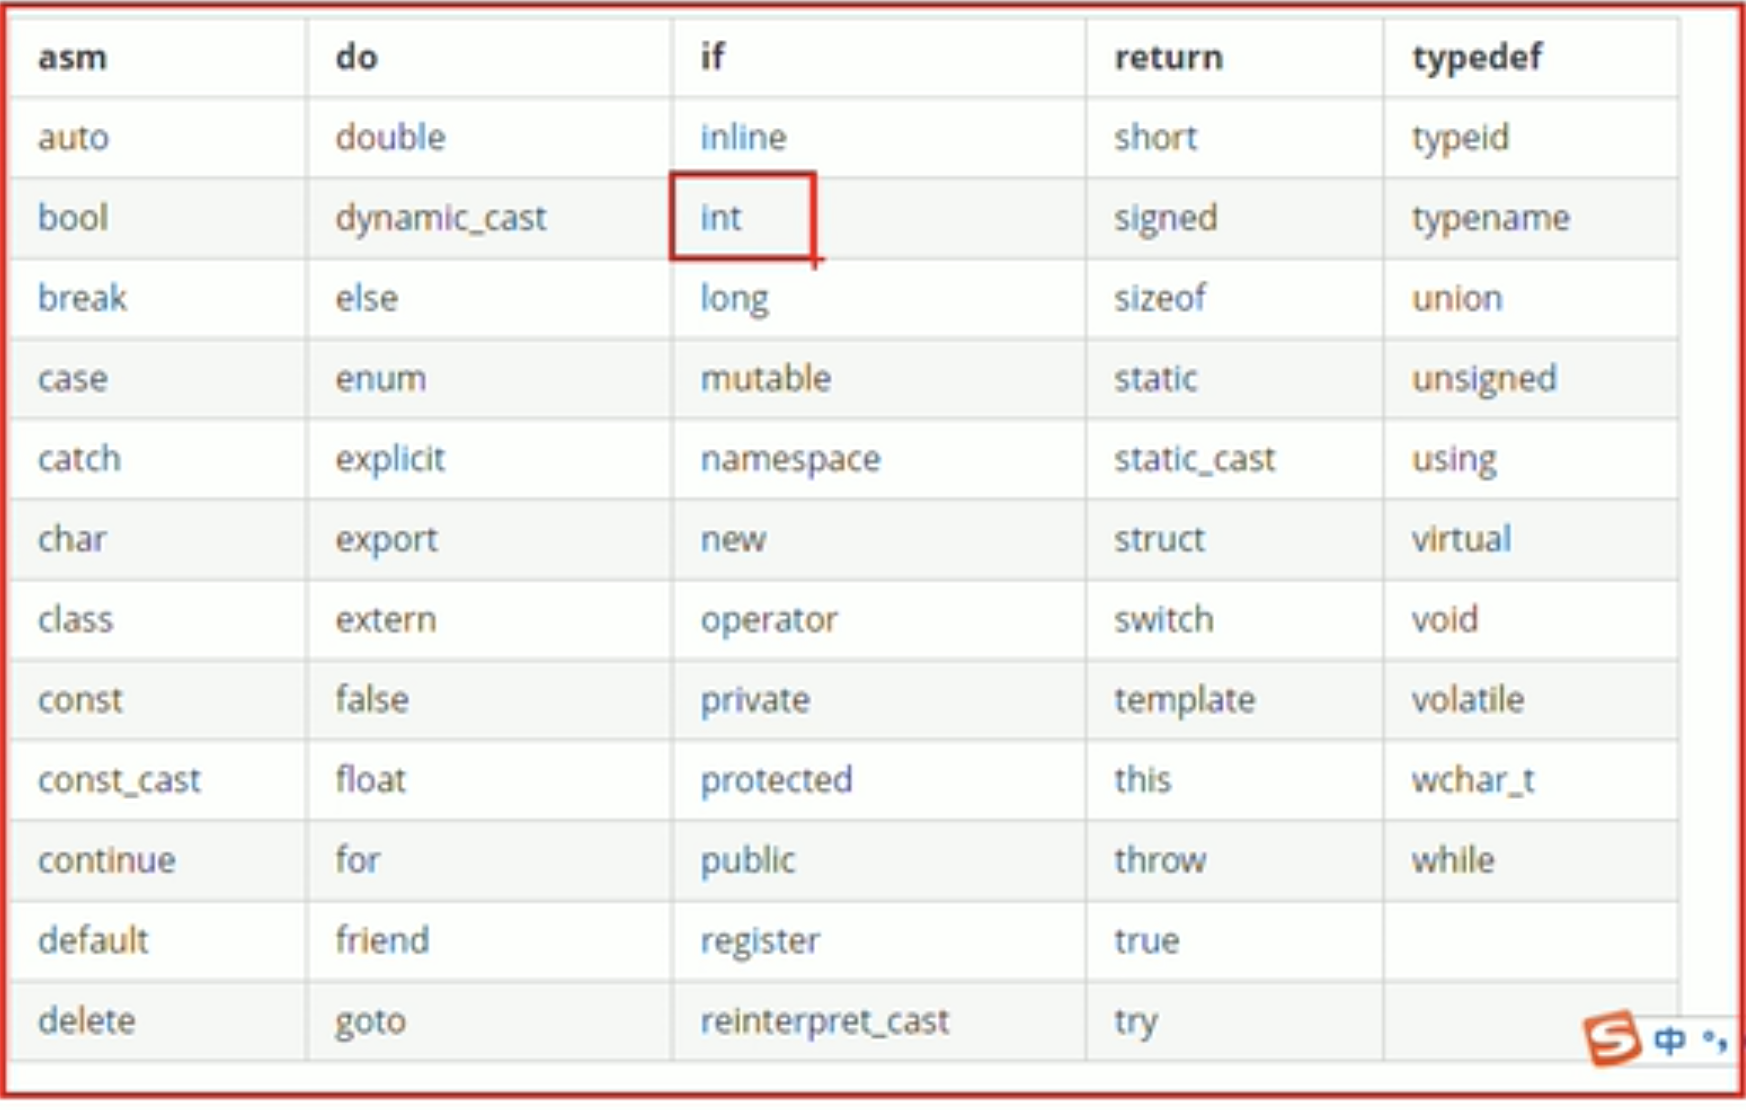 asm do if return typedef
auto double inline short typeid
bool dynamic_cast int signed typename
break else long sizeof union
case enum mutable static unsigned
catch explicit namespace static_cast using
char export new struct virtual
class extern operator switch void
const false private template volatile
const_cast float protected this wchar_t
continue for public throw while
default friend register true
delete goto reinterpret_cast try
S 中 °,